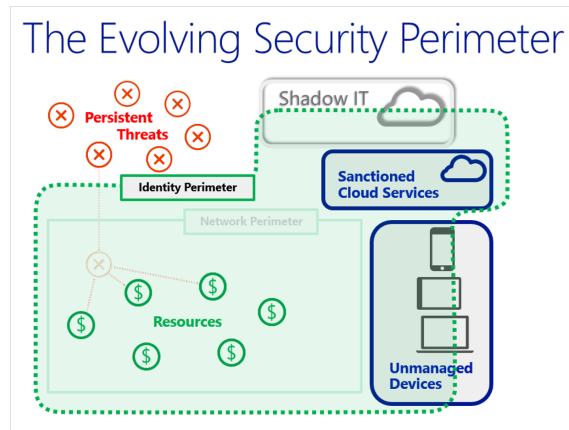 The Evolving Security Perimeter
Shadow IT
Persistent
Threats
Sanctioned
Cloud Services
Identity Perimeter
Network Perimeter
$
$
$
Resources
$
$
$
Unmanaged
Devices